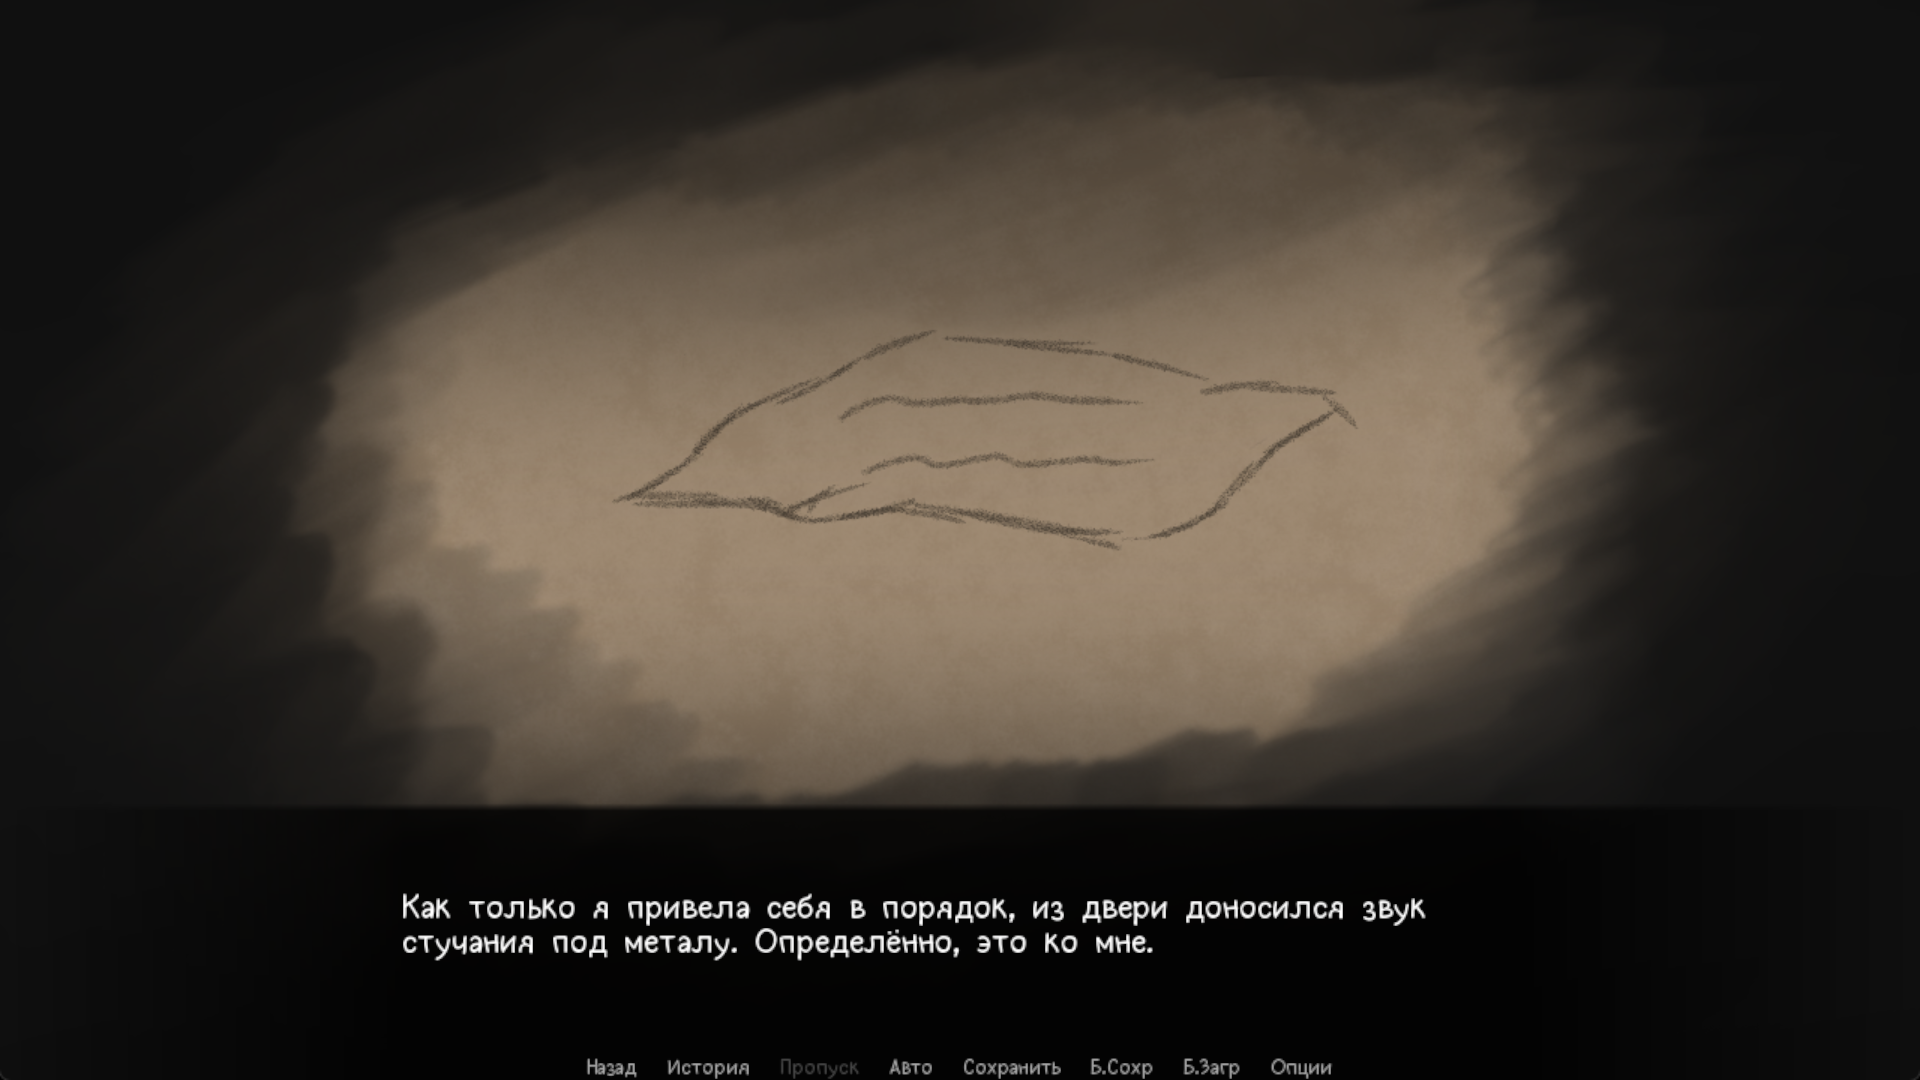 Как только я привела себя в порядок, из двери доносился звук
стучания под металу. Определённо, это ко мне.
Назад История Пропуск Авто Сохранить Б.Сохр Б.Загр Опции